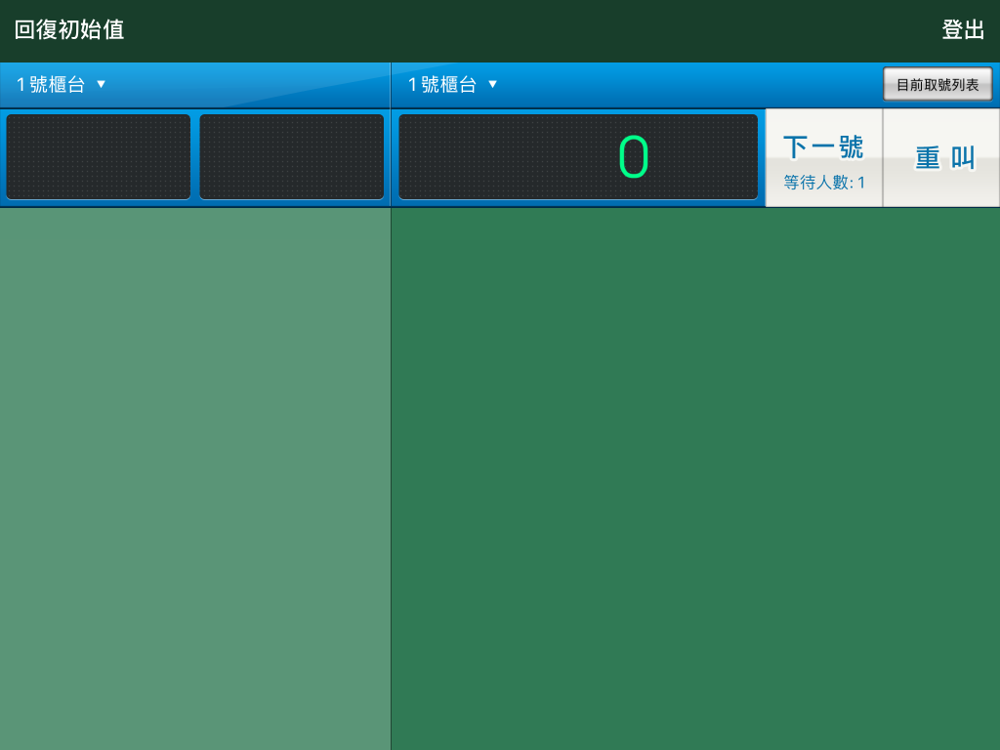 回復初始值
登出
1 號櫃台 ▼
1 號櫃台 ▼
目前取號列表
0
下一號
等待人數: 1
重 叫